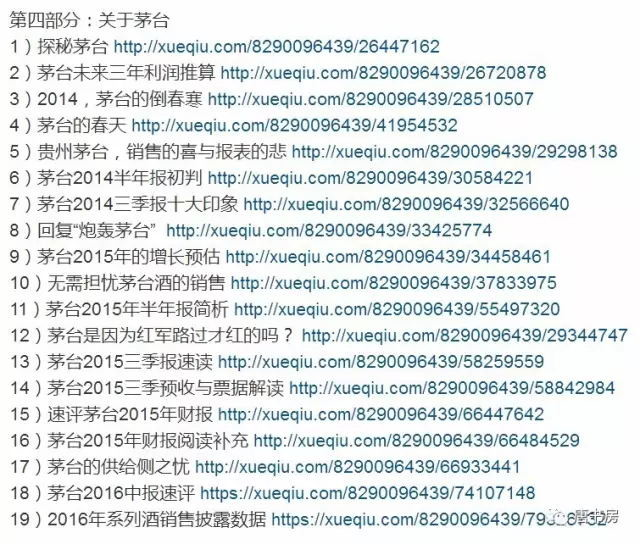 第四部分：关于茅台
1）探秘茅台 http://xueqiu.com/8290096439/26447162
2）茅台未来三年利润推算 http://xueqiu.com/8290096439/26720878
3）2014，茅台的倒春寒 http://xueqiu.com/8290096439/28510507
4）茅台的春天 http://xueqiu.com/8290096439/41954532
5）贵州茅台，销售的喜与报表的悲 http://xueqiu.com/8290096439/29298138
6）茅台2014半年报初判 http://xueqiu.com/8290096439/30584221
7）茅台2014三季报十大印象 http://xueqiu.com/8290096439/32566640
8）回复“炮轰茅台” http://xueqiu.com/8290096439/33425774
9）茅台2015年的增长预估 http://xueqiu.com/8290096439/34458461
10）无需担忧茅台酒的销售 http://xueqiu.com/8290096439/37833975
11）茅台2015年半年报简析 http://xueqiu.com/8290096439/55497320
12）茅台是因为红军路过才红的吗？ http://xueqiu.com/8290096439/29344747
13）茅台2015三季报速读 http://xueqiu.com/8290096439/58259559
14）茅台2015三季预收与票据解读 http://xueqiu.com/8290096439/58842984
15）速评茅台2015年财报 http://xueqiu.com/8290096439/66447642
16）茅台2015年财报阅读补充 http://xueqiu.com/8290096439/66484529
17）茅台的供给侧之忧 http://xueqiu.com/8290096439/66933441
18）茅台2016中报速评 https://xueqiu.com/8290096439/74107148
19）2016年系列酒销售披露数据 https://xueqiu.com/8290096439/
唐书房